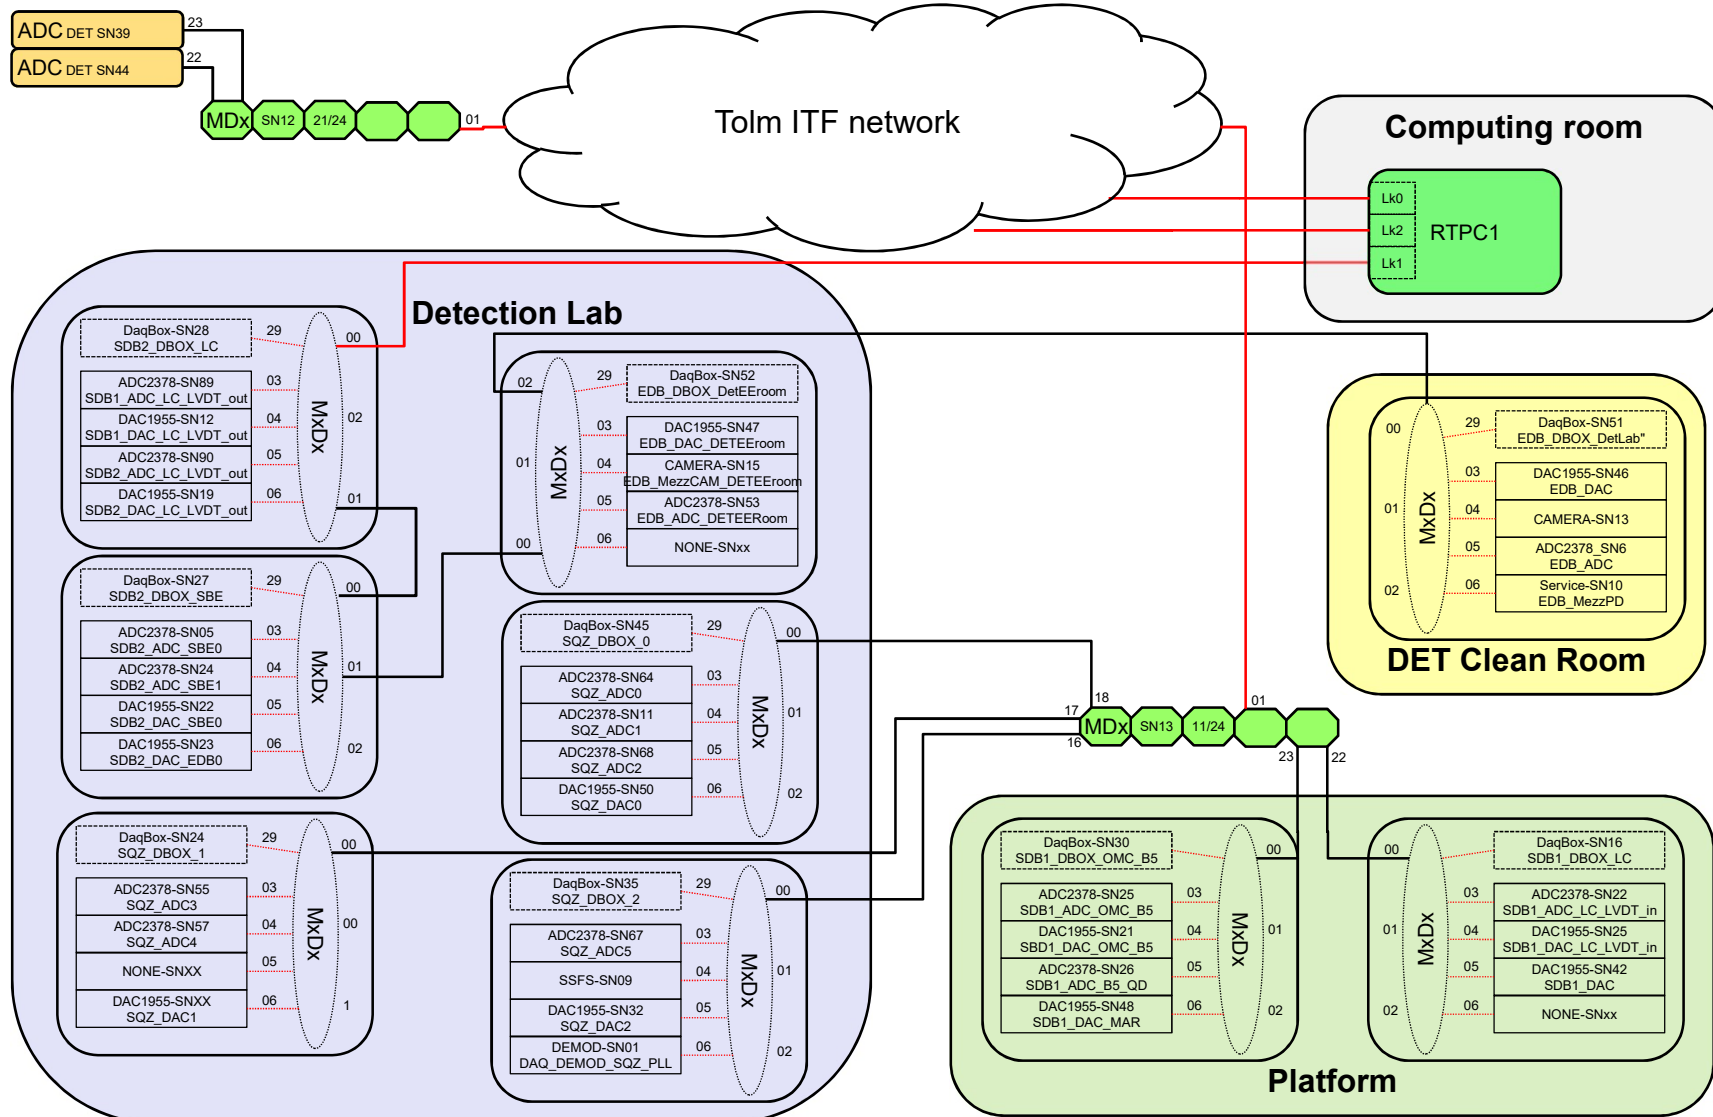 ADC DET SN39
23
ADC DET SN44
22
MDx
SN12
21/24
01
Tolm ITF network
Computing room
Lk0
Lk2
Lk1
RTPC1
Detection Lab
DaqBox-SN28
SDB2_DBOX_LC
29
00
ADC2378-SN89
SDB1_ADC_LC_LVDT_out
03
DAC1955-SN12
SDB1_DAC_LC_LVDT_out
04
02
ADC2378-SN90
SDB2_ADC_LC_LVDT_out
05
DAC1955-SN19
SDB2_DAC_LC_LVDT_out
06
01
MxDx
DaqBox-SN27
SDB2_DBOX_SBE
29
00
ADC2378-SN05
SDB2_ADC_SBE0
03
ADC2378-SN24
SDB2_ADC_SBE1
04
01
DAC1955-SN22
SDB2_DAC_SBE0
05
DAC1955-SN23
SDB2_DAC_EDB0
06
02
MxDx
DaqBox-SN24
SQZ_DBOX_1
29
00
ADC2378-SN55
SQZ_ADC3
03
ADC2378-SN57
SQZ_ADC4
04
00
NONE-SNXX
05
DAC1955-SNXX
SQZ_DAC1
06
1
MxDx
02
29
DaqBox-SN52
EDB_DBOX_DetEEroom
03
DAC1955-SN47
EDB_DAC_DETEEroom
01
04
CAMERA-SN15
EDB_MezzCAM_DETEEroom
05
ADC2378-SN53
EDB_ADC_DETEERoom
00
06
NONE-SNxx
MxDx
DaqBox-SN45
SQZ_DBOX_0
29
00
ADC2378-SN64
SQZ_ADC0
03
ADC2378-SN11
SQZ_ADC1
04
01
ADC2378-SN68
SQZ_ADC2
05
DAC1955-SN50
SQZ_DAC0
06
02
MxDx
DaqBox-SN35
SQZ_DBOX_2
29
00
ADC2378-SN67
SQZ_ADC5
03
SSFS-SN09
04
01
DAC1955-SN32
SQZ_DAC2
05
DEMOD-SN01
DAQ_DEMOD_SQZ_PLL
06
02
MxDx
00
29
DaqBox-SN51
EDB_DBOX_DetLab"
03
DAC1955-SN46
EDB_DAC
01
04
CAMERA-SN13
05
ADC2378_SN6
EDB_ADC
02
06
Service-SN10
EDB_MezzPD
MxDx
DET Clean Room
18
17
16
MDx
SN13
11/24
01
23
22
DaqBox-SN30
SDB1_DBOX_OMC_B5
00
ADC2378-SN25
SDB1_ADC_OMC_B5
03
DAC1955-SN21
SBD1_DAC_OMC_B5
04
01
ADC2378-SN26
SDB1_ADC_B5_QD
05
DAC1955-SN48
SDB1_DAC_MAR
06
02
MxDx
00
DaqBox-SN16
SDB1_DBOX_LC
03
ADC2378-SN22
SDB1_ADC_LC_LVDT_in
01
04
DAC1955-SN25
SDB1_DAC_LC_LVDT_in
05
DAC1955-SN42
SDB1_DAC
02
06
NONE-SNxx
MxDx
Platform